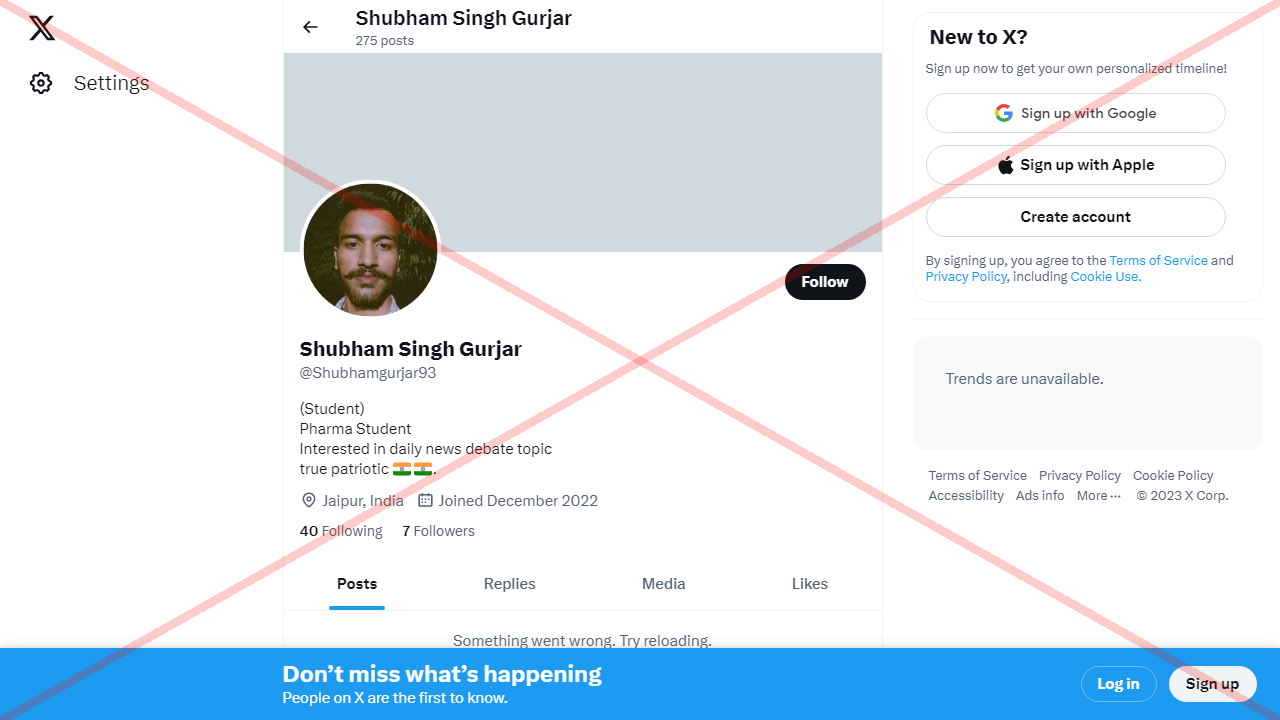 Settings
Shubham Singh Gurjar
275 posts
Follow
Shubham Singh Gurjar
@Shubhamgurjar93
(Student)
Pharma Student
Interested in daily news debate topic
true patriotic 🇮🇳🇮🇳.
Jaipur, India Joined December 2022
40 Following 7 Followers
Posts Replies Media Likes
Something went wrong. Try reloading.
New to X?
Sign up now to get your own personalized timeline!
Sign up with Google
Sign up with Apple
Create account
By signing up, you agree to the Terms of Service and
Privacy Policy, including Cookie Use.
Trends are unavailable.
Terms of Service Privacy Policy Cookie Policy
Accessibility Ads info More ··· © 2023 X Corp.
Don’t miss what’s happening
People on X are the first to know.
Log in Sign up